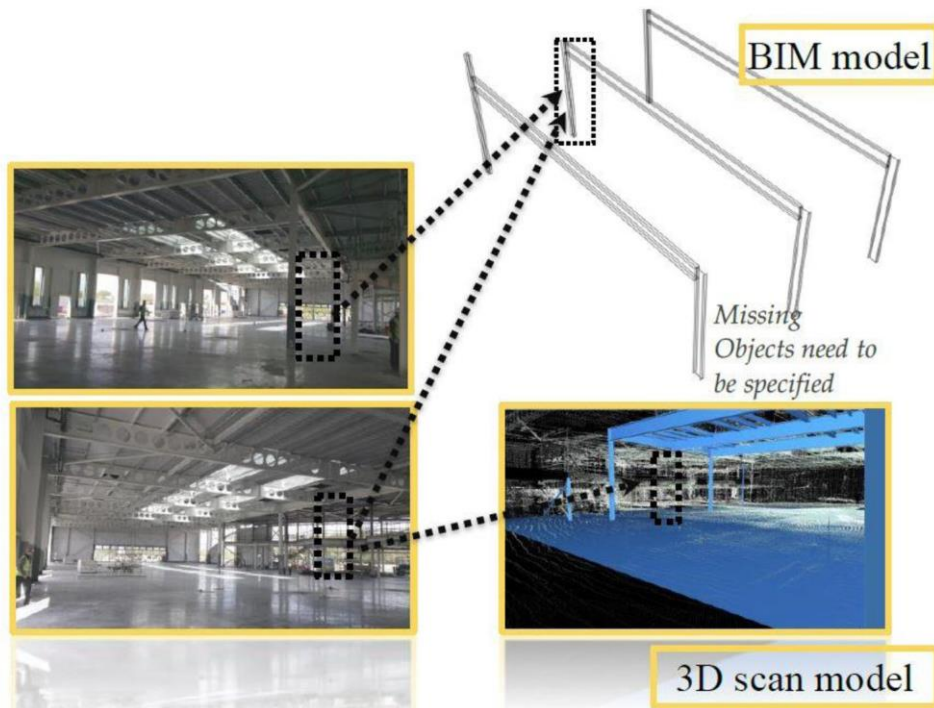 BIM model
Missing
Objects need to
be specified
3D scan model